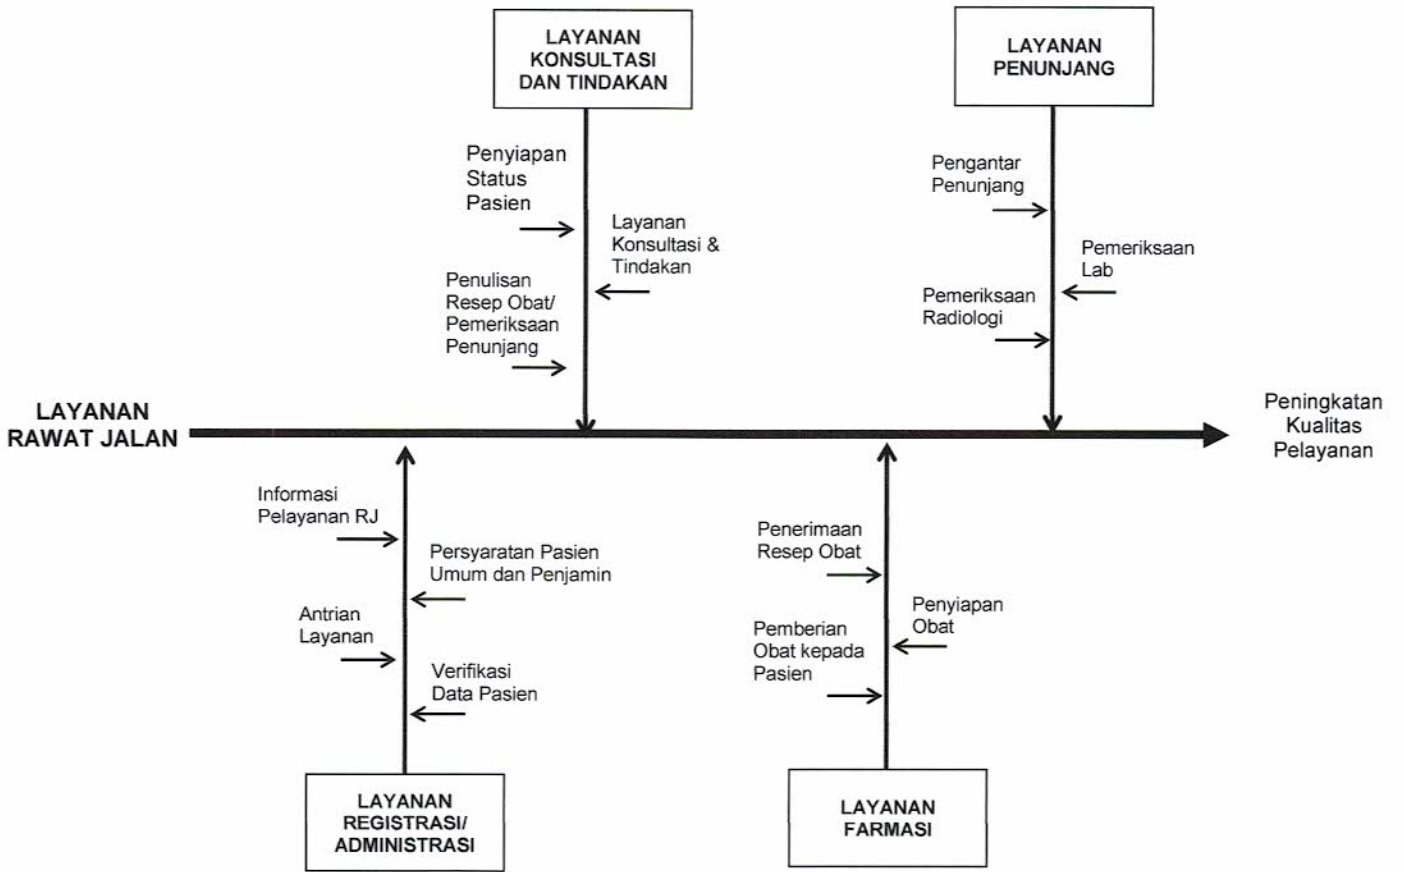 LAYANAN
KONSULTASI
DAN TINDAKAN
LAYANAN
PENUNJANG
Penyiapan
Status
Pasien
Layanan
Konsultasi &
Tindakan
Penulisan
Resep Obat/
Pemeriksaan
Penunjang
Pengantar
Penunjang
Pemeriksaan
Lab
Pemeriksaan
Radiologi
LAYANAN
RAWAT JALAN
Peningkatan
Kualitas
Pelayanan
Informasi
Pelayanan RJ
Persyaratan Pasien
Umum dan Penjamin
Antrian
Layanan
Verifikasi
Data Pasien
Penerimaan
Resep Obat
Penyiapan
Obat
Pemberian
Obat kepada
Pasien
LAYANAN
REGISTRASI/
ADMINISTRASI
LAYANAN
FARMASI